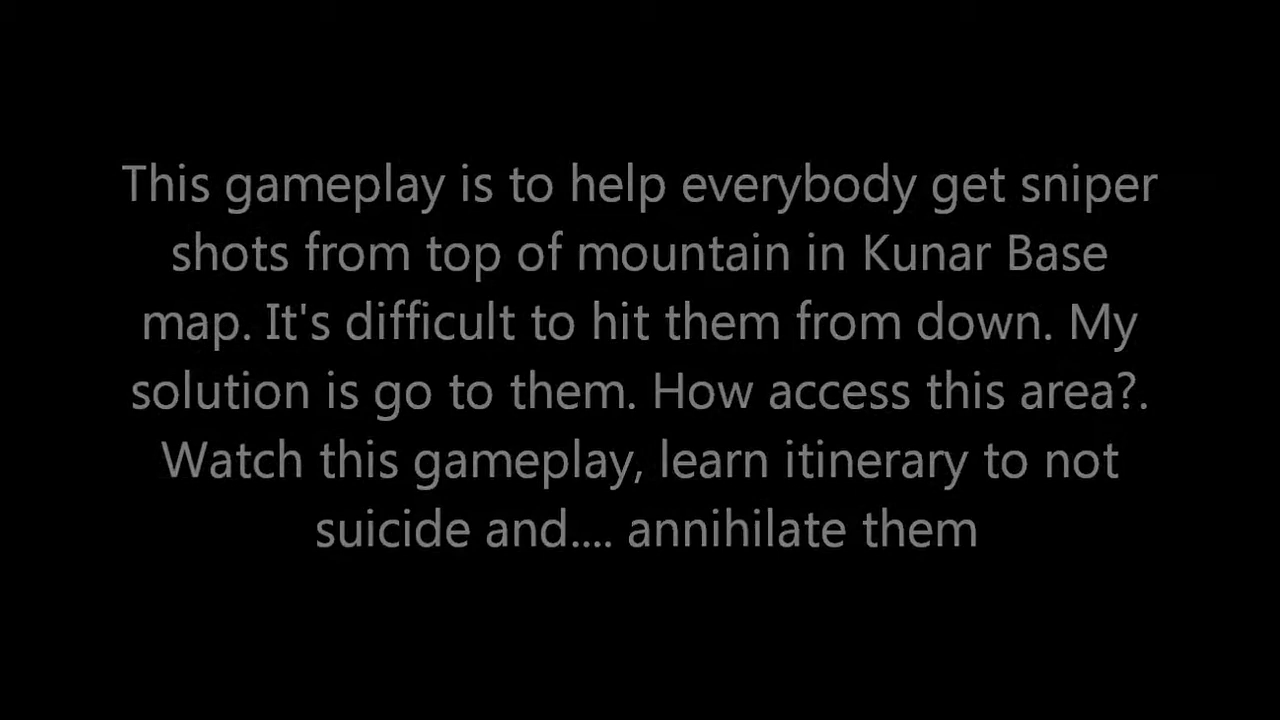 This gameplay is to help everybody get sniper
shots from top of mountain in Kunar Base
map. It's difficult to hit them from down. My
solution is go to them. How access this area?.
Watch this gameplay, learn itinerary to not
suicide and.... annihilate them